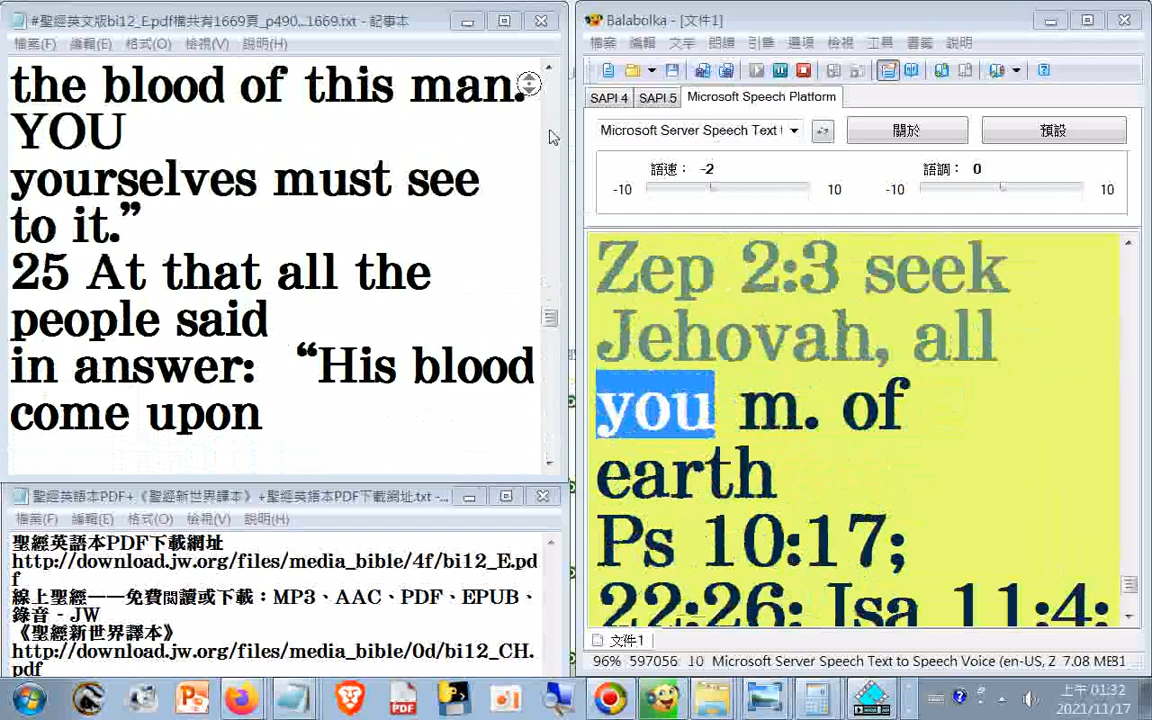 #聖經英文版bi12_E.pdf檔共有1669頁_p490,...1669.txt - 記事本
檔案(F) 編輯(E) 格式(O) 檢視(V) 說明(H)
the blood of this man.
YOU
yourselves must see
to it.”
25 At that all the
people said
in answer: “His blood
come upon
聖經英語本PDF+《聖經新世界譯本》+聖經英語本PDF下載網址.txt -...
檔案(F) 編輯(E) 格式(O) 檢視(V) 說明(H)
聖經英語本PDF下載網址
http://download.jw.org/files/media_bible/4f/bi12_E.pd
f
線上聖經——免費閱讀或下載：MP3、AAC、PDF、EPUB、
錄音 - JW
《聖經新世界譯本》
http://download.jw.org/files/media_bible/0d/bi12_CH.
pdf
Balabolka - [文件1]
檔案 編輯 文字 朗讀 引擎 選項 檢視 工具 書籤 說明
SAPI 4 SAPI 5 Microsoft Speech Platform
Microsoft Server Speech Text 關於 預設
語速： -2 語調： 0
-10 10 -10 10
Zep 2:3 seek
Jehovah, all
you m. of
earth
Ps 10:17;
22:26; Isa 11:4;
文件1
96% 597056 10 Microsoft Server Speech Text to Speech Voice (en-US, Z 7.08 MB
上午 01:32
2021/11/17